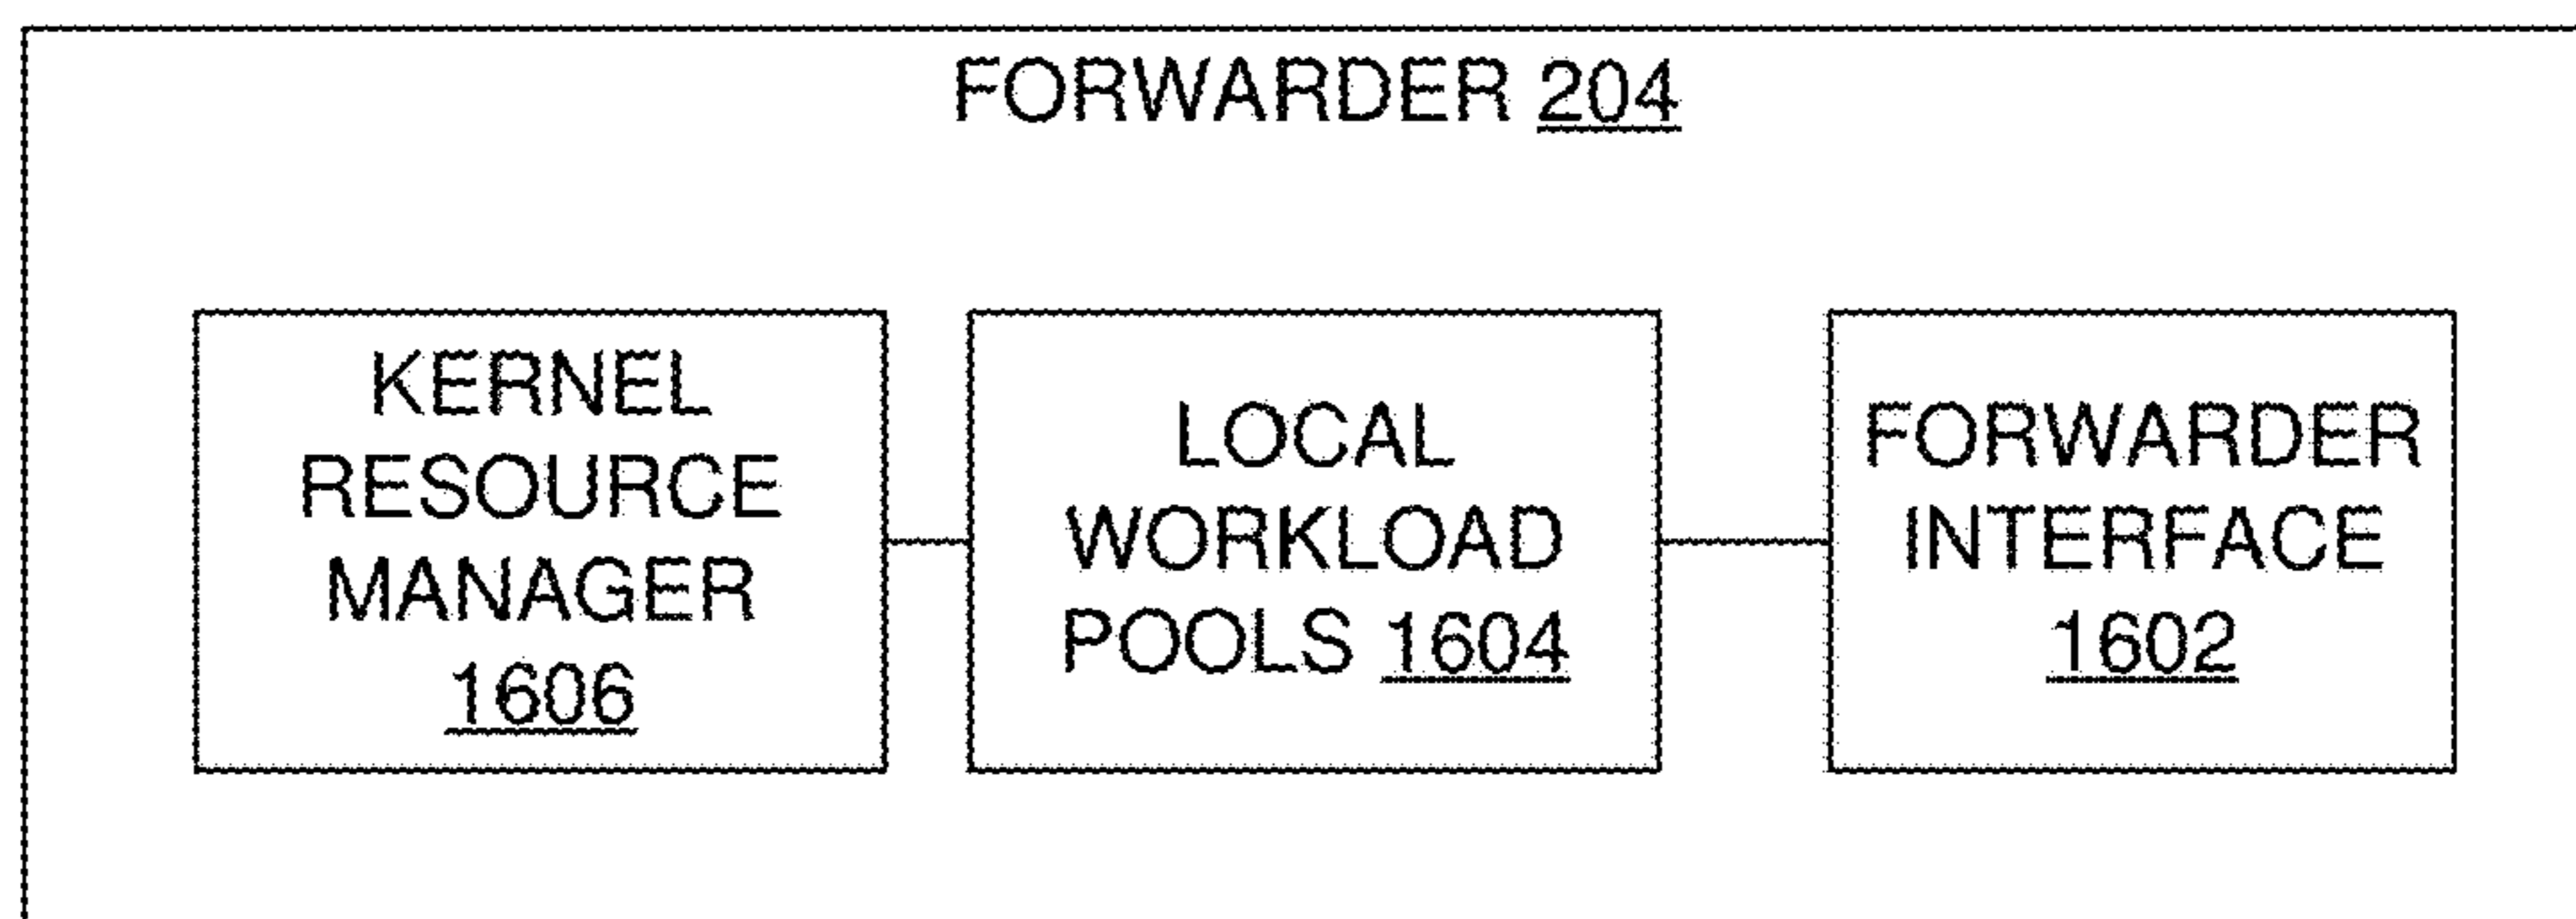 FORWARDER 204
KERNEL
RESOURCE
MANAGER
1606
LOCAL
WORKLOAD
POOLS 1604
FORWARDER
INTERFACE
1602